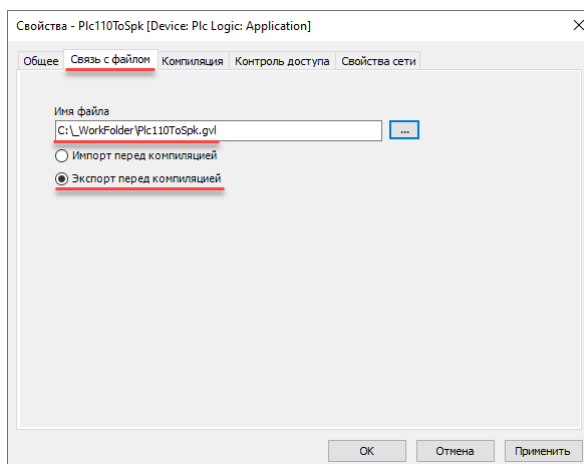 Свойства - Plc110ToSpk [Device: Plc Logic: Application]
Общее Связь с файлом Компиляция Контроль доступа Свойства сети
Имя файла
C:\_WorkFolder\Plc110ToSpk.gvl ...
Импорт перед компиляцией
Экспорт перед компиляцией
OK Отмена Применить